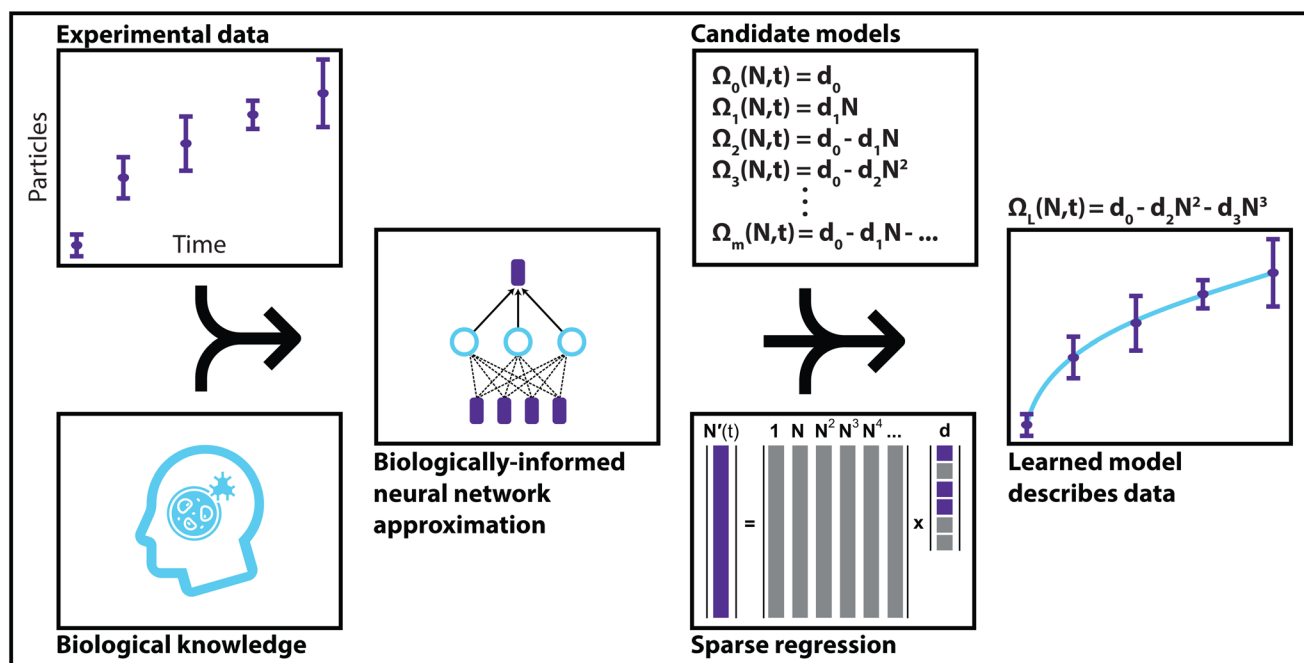 Experimental data
Particles
Time
Biological knowledge
Biologically-informed
neural network
approximation
Candidate models
Ω₀(N,t) = d₀
Ω₁(N,t) = d₁N
Ω₂(N,t) = d₀ - d₁N
Ω₃(N,t) = d₀ - d₂N²
⋮
Ωₘ(N,t) = d₀ - d₁N - ...
N′(t) 1 N N² N³ N⁴ ... d
= x
Sparse regression
Ω_L(N,t) = d₀ - d₂N² - d₃N³
Learned model
describes data